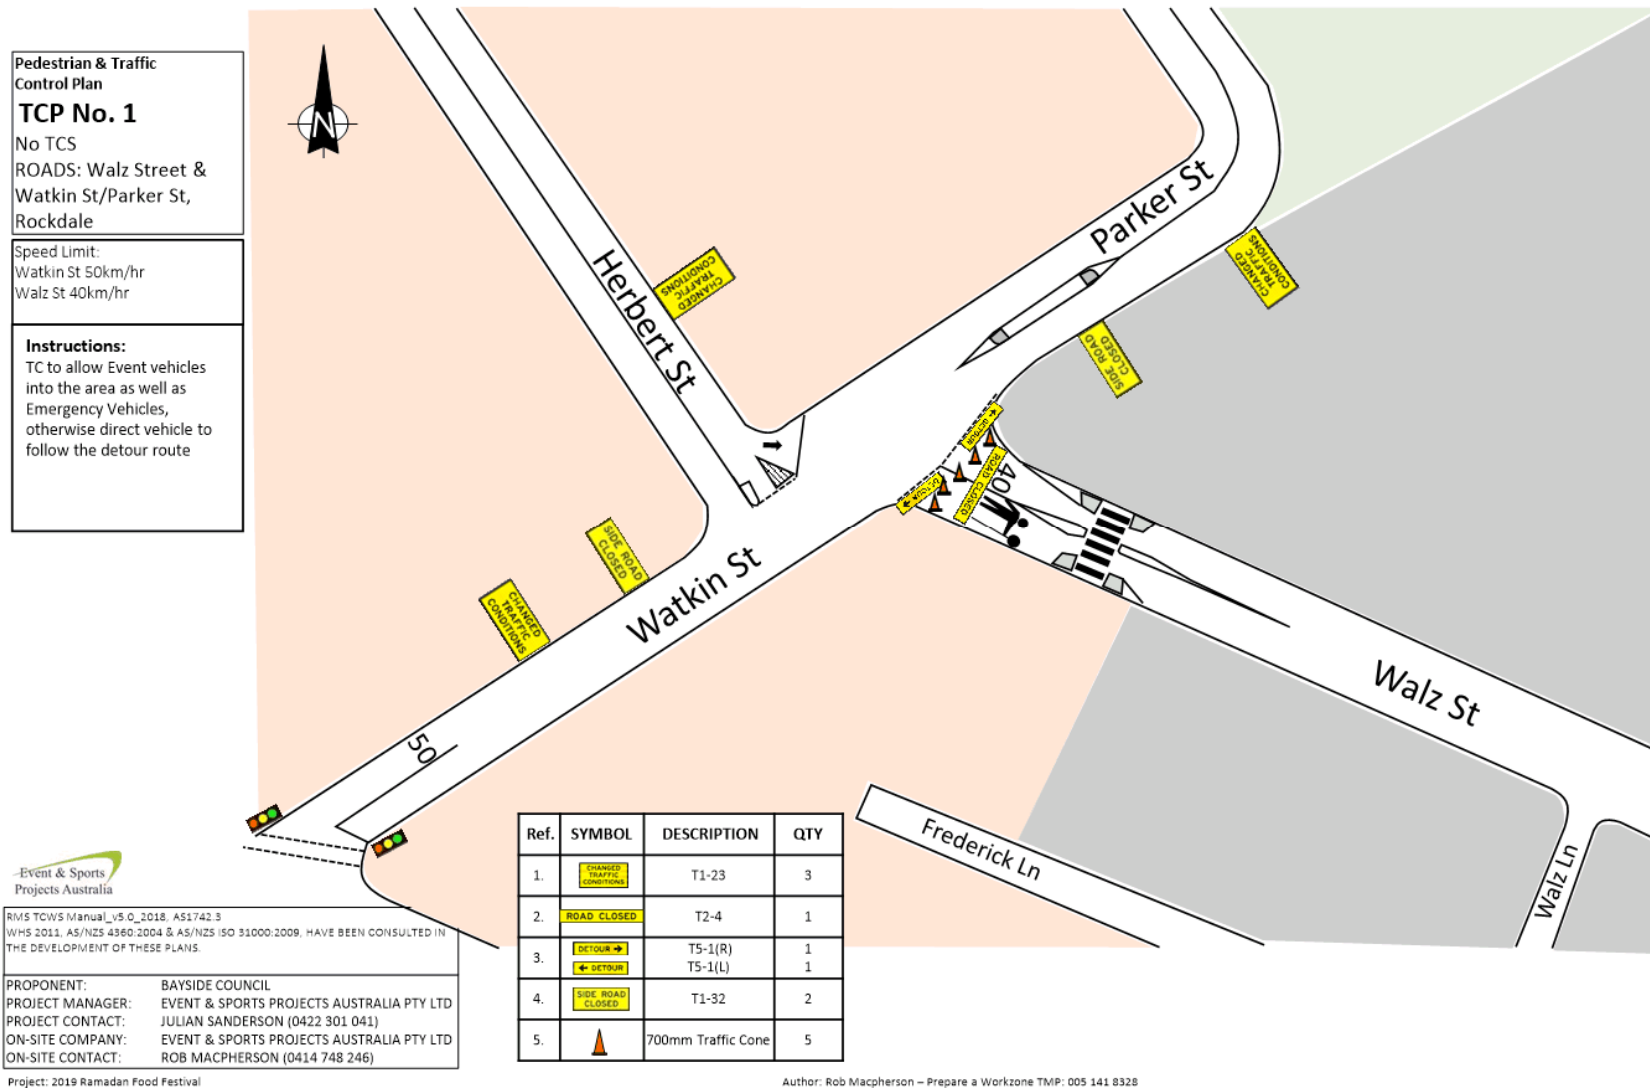 Pedestrian & Traffic
Control Plan
TCP No. 1
No TCS
ROADS: Walz Street &
Watkin St/Parker St,
Rockdale
Speed Limit:
Watkin St 50km/hr
Walz St 40km/hr
Instructions:
TC to allow Event vehicles
into the area as well as
Emergency Vehicles,
otherwise direct vehicle to
follow the detour route
N
Herbert St
CHANGED
TRAFFIC
CONDITIONS
Parker St
CHANGED
TRAFFIC
CONDITIONS
SIDE ROAD
CLOSED
DETOUR
ROAD CLOSED
DETOUR
40
SIDE ROAD
CLOSED
CHANGED
TRAFFIC
CONDITIONS
Watkin St
50
Walz St
Frederick Ln
Walz Ln
Ref. SYMBOL DESCRIPTION QTY
1. CHANGED TRAFFIC CONDITIONS T1-23 3
2. ROAD CLOSED T2-4 1
3. DETOUR → T5-1(R) 1
← DETOUR T5-1(L) 1
4. SIDE ROAD CLOSED T1-32 2
5. 700mm Traffic Cone 5
Event & Sports
Projects Australia
RMS TCWS Manual_v5.0_2018, AS1742.3
WHS 2011, AS/NZS 4360:2004 & AS/NZS ISO 31000:2009, HAVE BEEN CONSULTED IN
THE DEVELOPMENT OF THESE PLANS.
PROPONENT: BAYSIDE COUNCIL
PROJECT MANAGER: EVENT & SPORTS PROJECTS AUSTRALIA PTY LTD
PROJECT CONTACT: JULIAN SANDERSON (0422 301 041)
ON-SITE COMPANY: EVENT & SPORTS PROJECTS AUSTRALIA PTY LTD
ON-SITE CONTACT: ROB MACPHERSON (0414 748 246)
Project: 2019 Ramadan Food Festival
Author: Rob Macpherson – Prepare a Workzone TMP: 005 141 8328